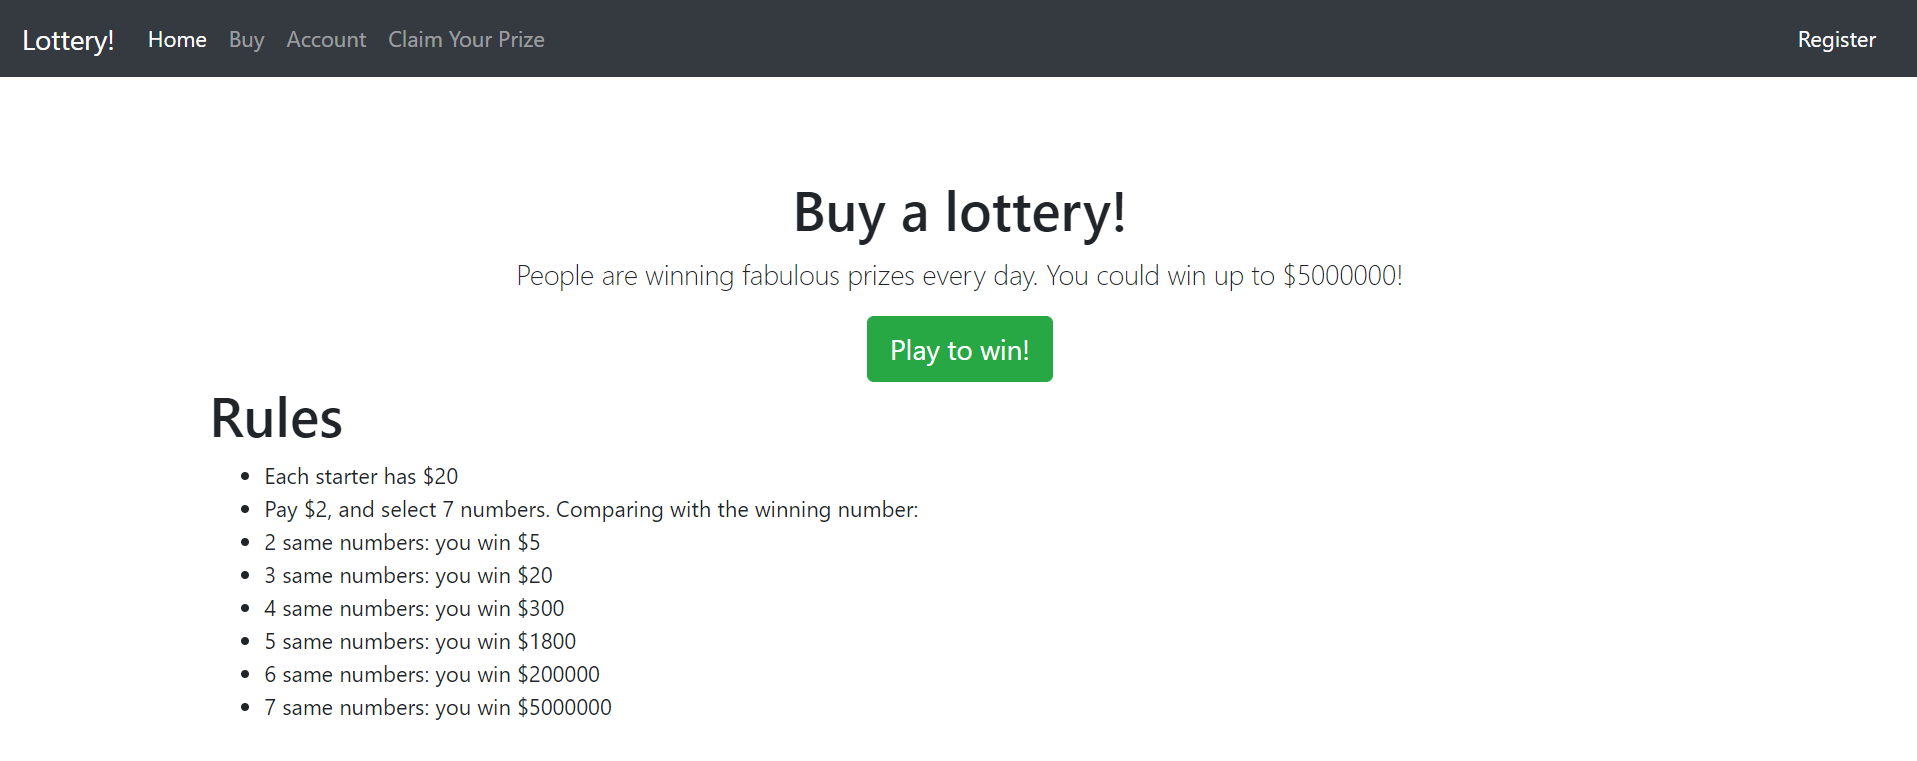 Lottery! Home Buy Account Claim Your Prize Register
Buy a lottery!
People are winning fabulous prizes every day. You could win up to $5000000!
Play to win!
Rules
Each starter has $20
Pay $2, and select 7 numbers. Comparing with the winning number:
2 same numbers: you win $5
3 same numbers: you win $20
4 same numbers: you win $300
5 same numbers: you win $1800
6 same numbers: you win $200000
7 same numbers: you win $5000000